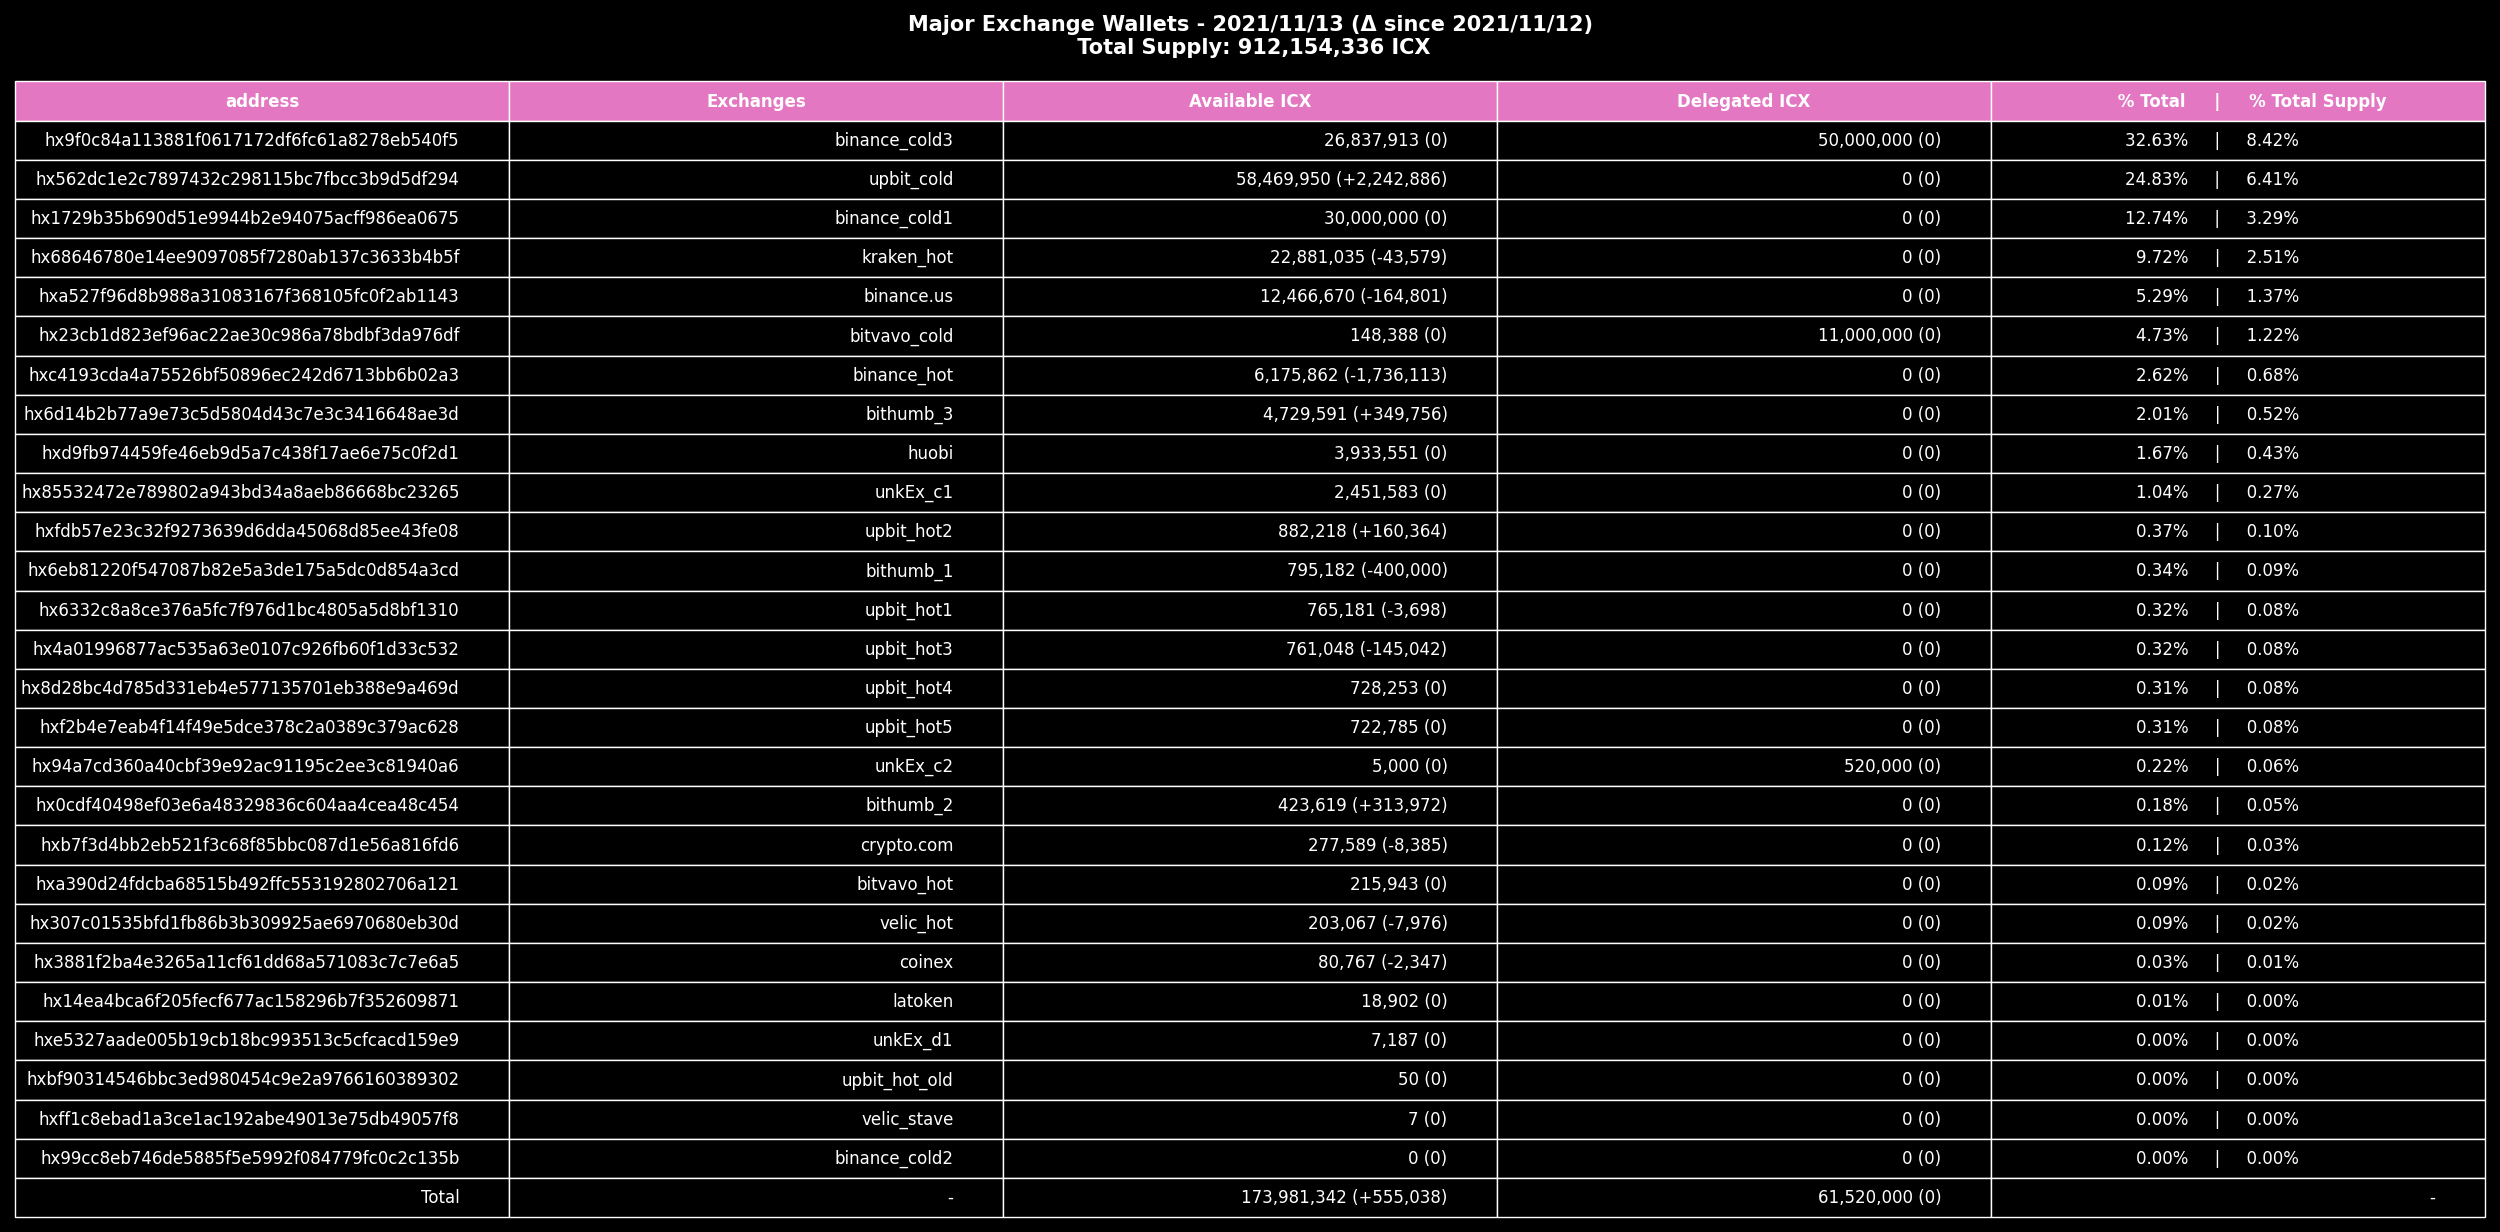 Major Exchange Wallets - 2021/11/13 (Δ since 2021/11/12)
Total Supply: 912,154,336 ICX
address Exchanges Available ICX Delegated ICX % Total | % Total Supply
hx9f0c84a113881f0617172df6fc61a8278eb540f5 binance_cold3 26,837,913 (0) 50,000,000 (0) 32.63% | 8.42%
hx562dc1e2c7897432c298115bc7fbcc3b9d5df294 upbit_cold 58,469,950 (+2,242,886) 0 (0) 24.83% | 6.41%
hx1729b35b690d51e9944b2e94075acff986ea0675 binance_cold1 30,000,000 (0) 0 (0) 12.74% | 3.29%
hx68646780e14ee9097085f7280ab137c3633b4b5f kraken_hot 22,881,035 (-43,579) 0 (0) 9.72% | 2.51%
hxa527f96d8b988a31083167f368105fc0f2ab1143 binance.us 12,466,670 (-164,801) 0 (0) 5.29% | 1.37%
hx23cb1d823ef96ac22ae30c986a78bdbf3da976df bitvavo_cold 148,388 (0) 11,000,000 (0) 4.73% | 1.22%
hxc4193cda4a75526bf50896ec242d6713bb6b02a3 binance_hot 6,175,862 (-1,736,113) 0 (0) 2.62% | 0.68%
hx6d14b2b77a9e73c5d5804d43c7e3c3416648ae3d bithumb_3 4,729,591 (+349,756) 0 (0) 2.01% | 0.52%
hxd9fb974459fe46eb9d5a7c438f17ae6e75c0f2d1 huobi 3,933,551 (0) 0 (0) 1.67% | 0.43%
hx85532472e789802a943bd34a8aeb86668bc23265 unkEx_c1 2,451,583 (0) 0 (0) 1.04% | 0.27%
hxfdb57e23c32f9273639d6dda45068d85ee43fe08 upbit_hot2 882,218 (+160,364) 0 (0) 0.37% | 0.10%
hx6eb81220f547087b82e5a3de175a5dc0d854a3cd bithumb_1 795,182 (-400,000) 0 (0) 0.34% | 0.09%
hx6332c8a8ce376a5fc7f976d1bc4805a5d8bf1310 upbit_hot1 765,181 (-3,698) 0 (0) 0.32% | 0.08%
hx4a01996877ac535a63e0107c926fb60f1d33c532 upbit_hot3 761,048 (-145,042) 0 (0) 0.32% | 0.08%
hx8d28bc4d785d331eb4e577135701eb388e9a469d upbit_hot4 728,253 (0) 0 (0) 0.31% | 0.08%
hxf2b4e7eab4f14f49e5dce378c2a0389c379ac628 upbit_hot5 722,785 (0) 0 (0) 0.31% | 0.08%
hx94a7cd360a40cbf39e92ac91195c2ee3c81940a6 unkEx_c2 5,000 (0) 520,000 (0) 0.22% | 0.06%
hx0cdf40498ef03e6a48329836c604aa4cea48c454 bithumb_2 423,619 (+313,972) 0 (0) 0.18% | 0.05%
hxb7f3d4bb2eb521f3c68f85bbc087d1e56a816fd6 crypto.com 277,589 (-8,385) 0 (0) 0.12% | 0.03%
hxa390d24fdcba68515b492ffc553192802706a121 bitvavo_hot 215,943 (0) 0 (0) 0.09% | 0.02%
hx307c01535bfd1fb86b3b309925ae6970680eb30d velic_hot 203,067 (-7,976) 0 (0) 0.09% | 0.02%
hx3881f2ba4e3265a11cf61dd68a571083c7c7e6a5 coinex 80,767 (-2,347) 0 (0) 0.03% | 0.01%
hx14ea4bca6f205fecf677ac158296b7f352609871 latoken 18,902 (0) 0 (0) 0.01% | 0.00%
hxe5327aade005b19cb18bc993513c5cfcacd159e9 unkEx_d1 7,187 (0) 0 (0) 0.00% | 0.00%
hxbf90314546bbc3ed980454c9e2a9766160389302 upbit_hot_old 50 (0) 0 (0) 0.00% | 0.00%
hxff1c8ebad1a3ce1ac192abe49013e75db49057f8 velic_stave 7 (0) 0 (0) 0.00% | 0.00%
hx99cc8eb746de5885f5e5992f084779fc0c2c135b binance_cold2 0 (0) 0 (0) 0.00% | 0.00%
Total - 173,981,342 (+555,038) 61,520,000 (0) -